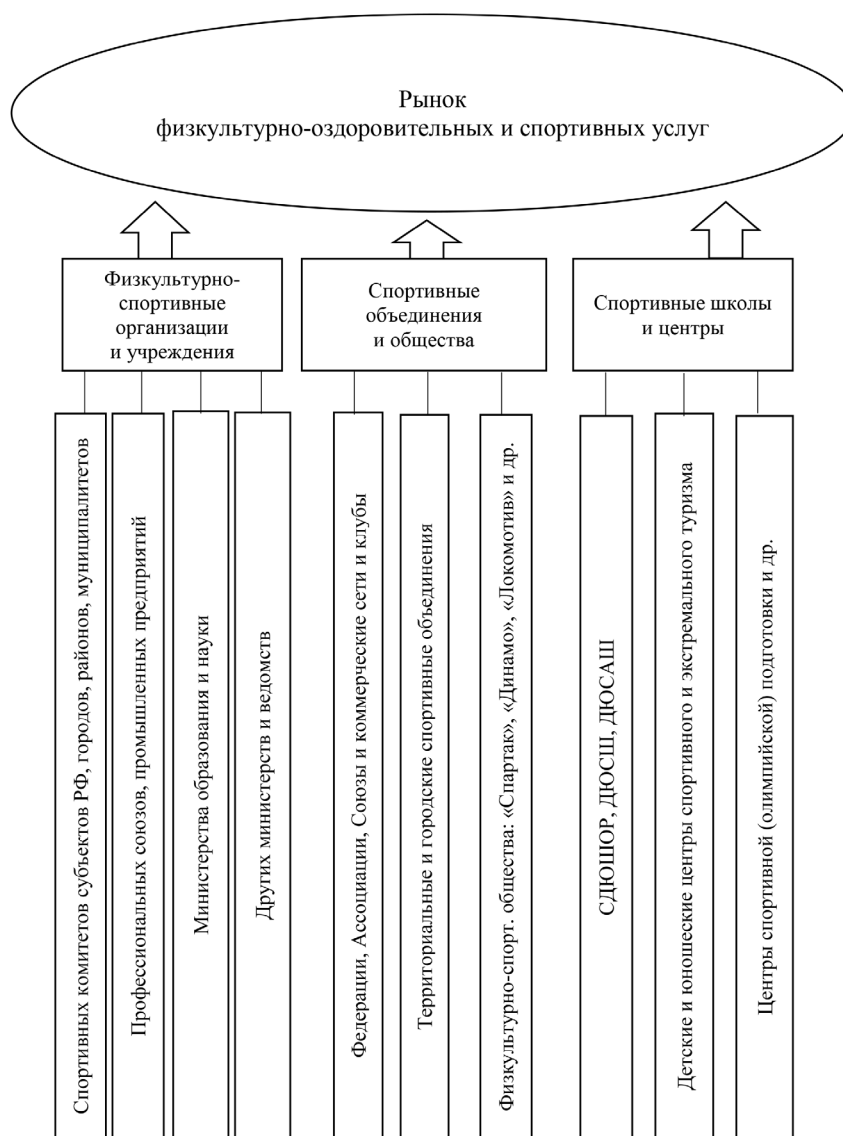 Рынок
физкультурно-оздоровительных и спортивных услуг
Физкультурно-
спортивные
организации
и учреждения
Спортивные
объединения
и общества
Спортивные школы
и центры
Спортивных комитетов субъектов РФ, городов, районов, муниципалитетов
Профессиональных союзов, промышленных предприятий
Министерства образования и науки
Других министерств и ведомств
Федерации, Ассоциации, Союзы и коммерческие сети и клубы
Территориальные и городские спортивные объединения
Физкультурно-спорт. общества: «Спартак», «Динамо», «Локомотив» и др.
СДЮШОР, ДЮСШ, ДЮСАШ
Детские и юношеские центры спортивного и экстремального туризма
Центры спортивной (олимпийской) подготовки и др.